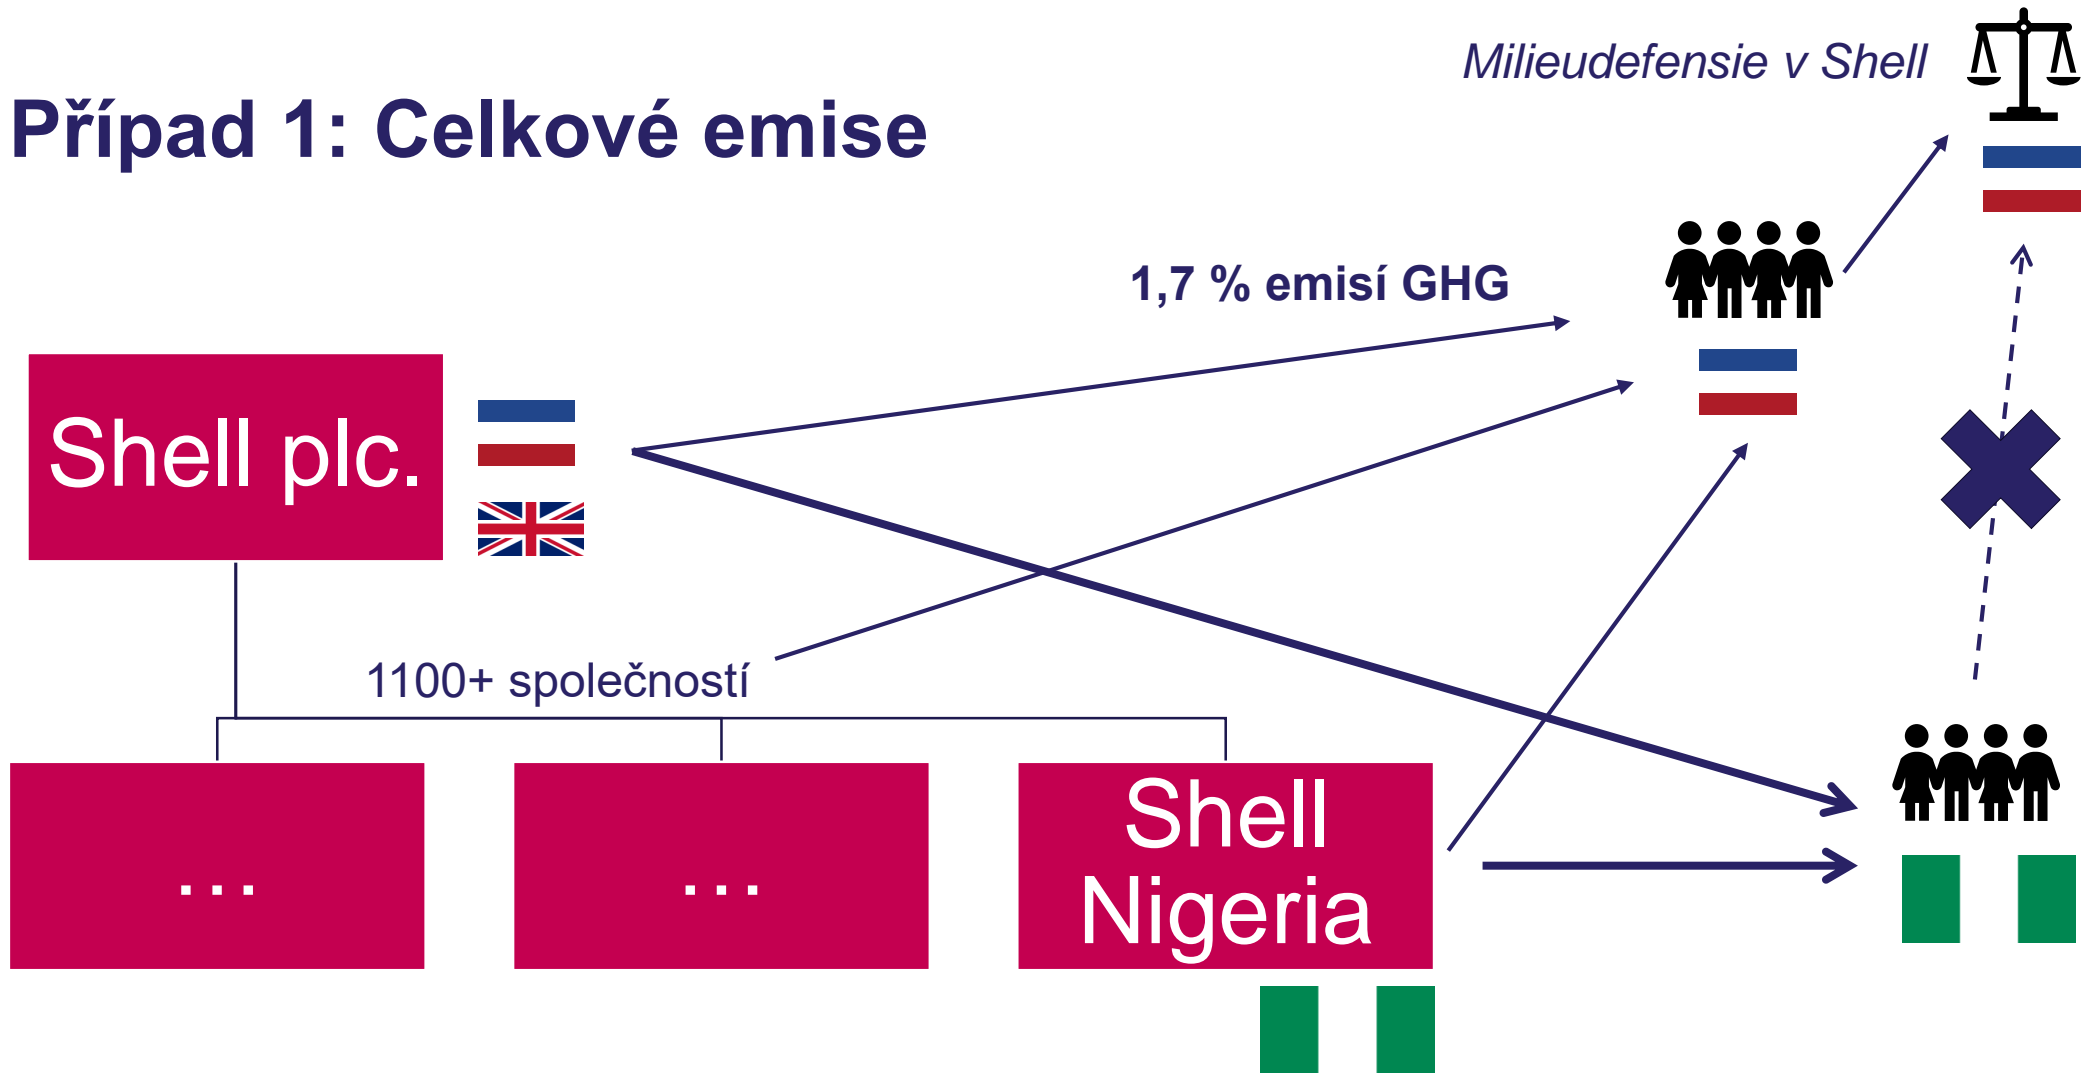 Milieudefensie v Shell
Případ 1: Celkové emise
1,7 % emisí GHG
Shell plc.
1100+ společností
...
...
Shell
Nigeria